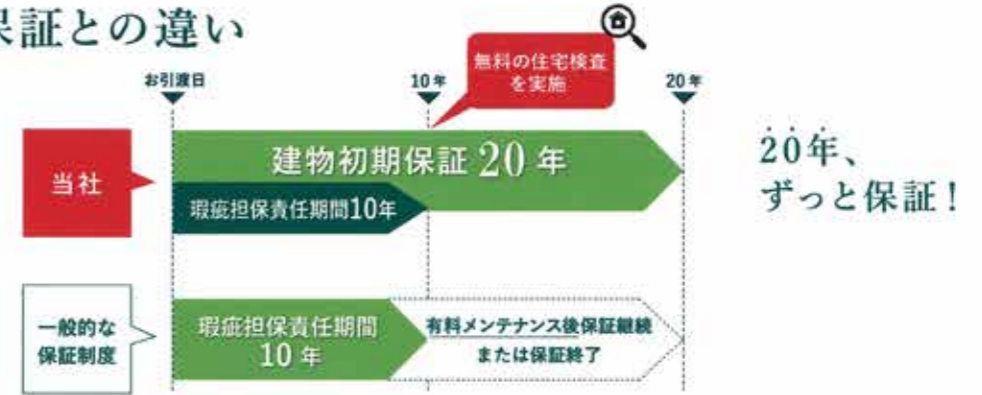 保証との違い
お引渡日
10年
20年
無料の住宅検査
を実施
当社
建物初期保証 20 年
瑕疵担保責任期間10年
20年、
ずっと保証！
一般的な
保証制度
瑕疵担保責任期間
10 年
有料メンテナンス後保証継続
または保証終了